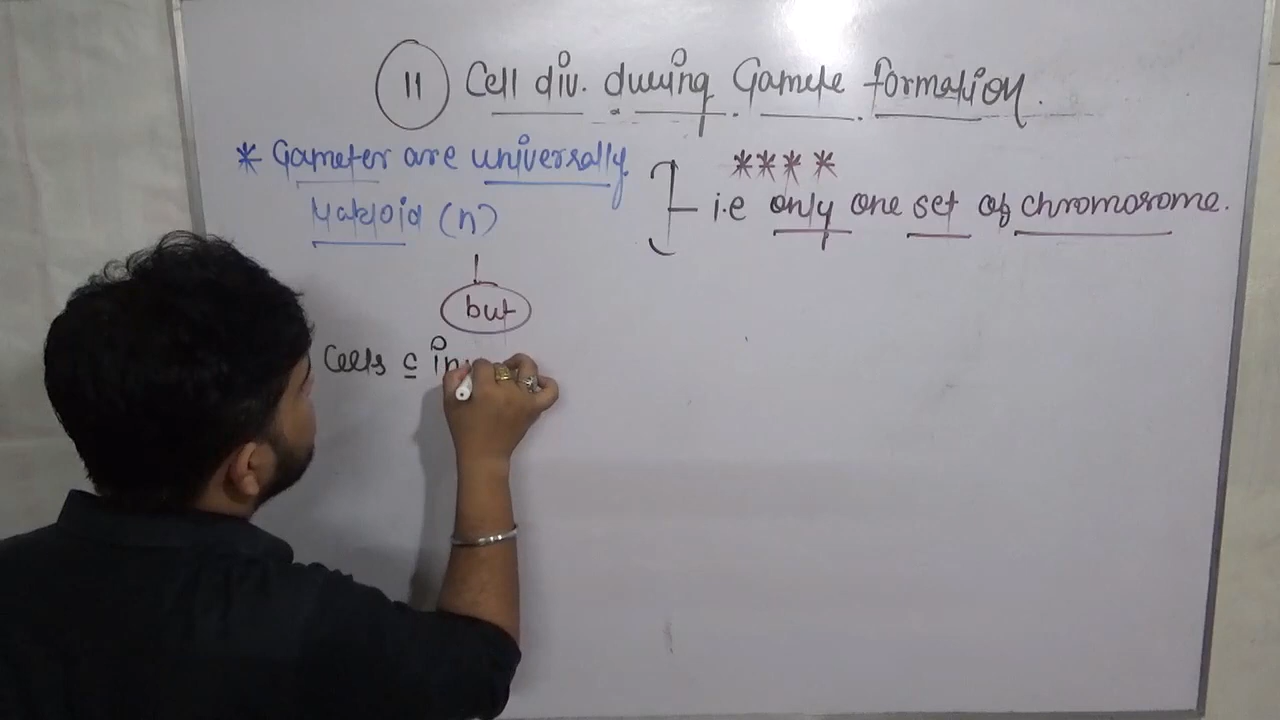 11 Cell div. during Gamete formation.
* Gametes are universally
Haploid (n)
****
i.e only one set of chromosome.
but
Cells c̲ in